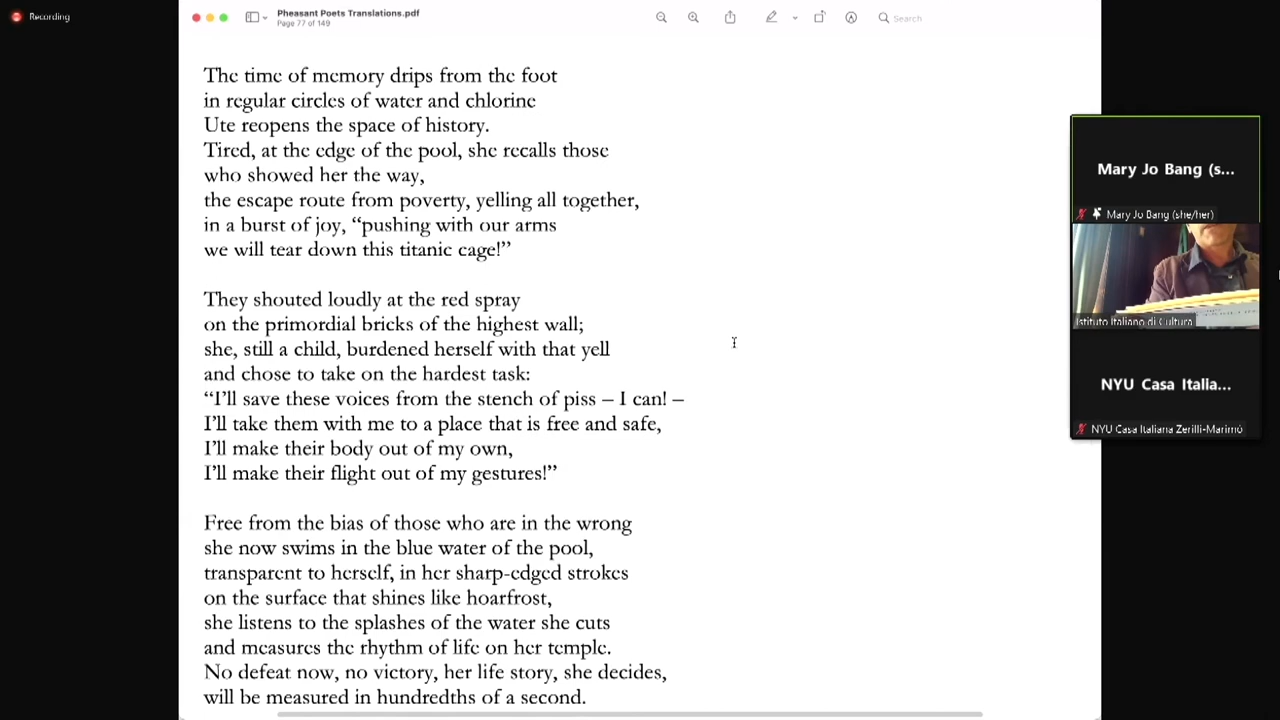 Recording
Pheasant Poets Translations.pdf
Page 77 of 149
Search
The time of memory drips from the foot
in regular circles of water and chlorine
Ute reopens the space of history.
Tired, at the edge of the pool, she recalls those
who showed her the way,
the escape route from poverty, yelling all together,
in a burst of joy, “pushing with our arms
we will tear down this titanic cage!”
They shouted loudly at the red spray
on the primordial bricks of the highest wall;
she, still a child, burdened herself with that yell
and chose to take on the hardest task:
“I’ll save these voices from the stench of piss – I can! –
I’ll take them with me to a place that is free and safe,
I’ll make their body out of my own,
I’ll make their flight out of my gestures!”
Free from the bias of those who are in the wrong
she now swims in the blue water of the pool,
transparent to herself, in her sharp-edged strokes
on the surface that shines like hoarfrost,
she listens to the splashes of the water she cuts
and measures the rhythm of life on her temple.
No defeat now, no victory, her life story, she decides,
will be measured in hundredths of a second.
Mary Jo Bang (s...
Mary Jo Bang (she/her)
Istituto Italiano di Cultura
NYU Casa Italia...
NYU Casa Italiana Zerilli-Marimò